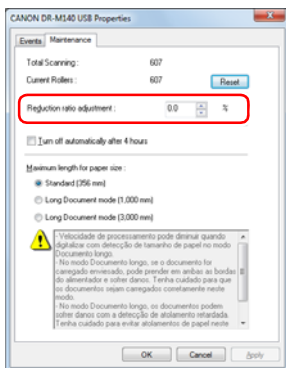 CANON DR-M140 USB Properties
Events Maintenance
Total Scanning : 607
Current Rollers : 607 Reset
Reduction ratio adjustment : 0.0 %
Turn off automatically after 4 hours
Maximum length for paper size :
Standard (356 mm)
Long Document mode (1,000 mm)
Long Document mode (3,000 mm)
- Velocidade de processamento pode diminuir quando
digitalizar com detecção de tamanho de papel no modo
Documento longo.
- No modo Documento longo, se o documento for
carregado enviesado, pode prender em ambas as bordas
do alimentador e sofrer danos. Tenha cuidado para que
os documentos sejam carregados corretamente neste
modo.
- No modo Documento longo, os documentos podem
sofrer danos com a detecção de atolamento retardada.
Tenha cuidado para evitar atolamentos de papel neste
OK Cancel Apply